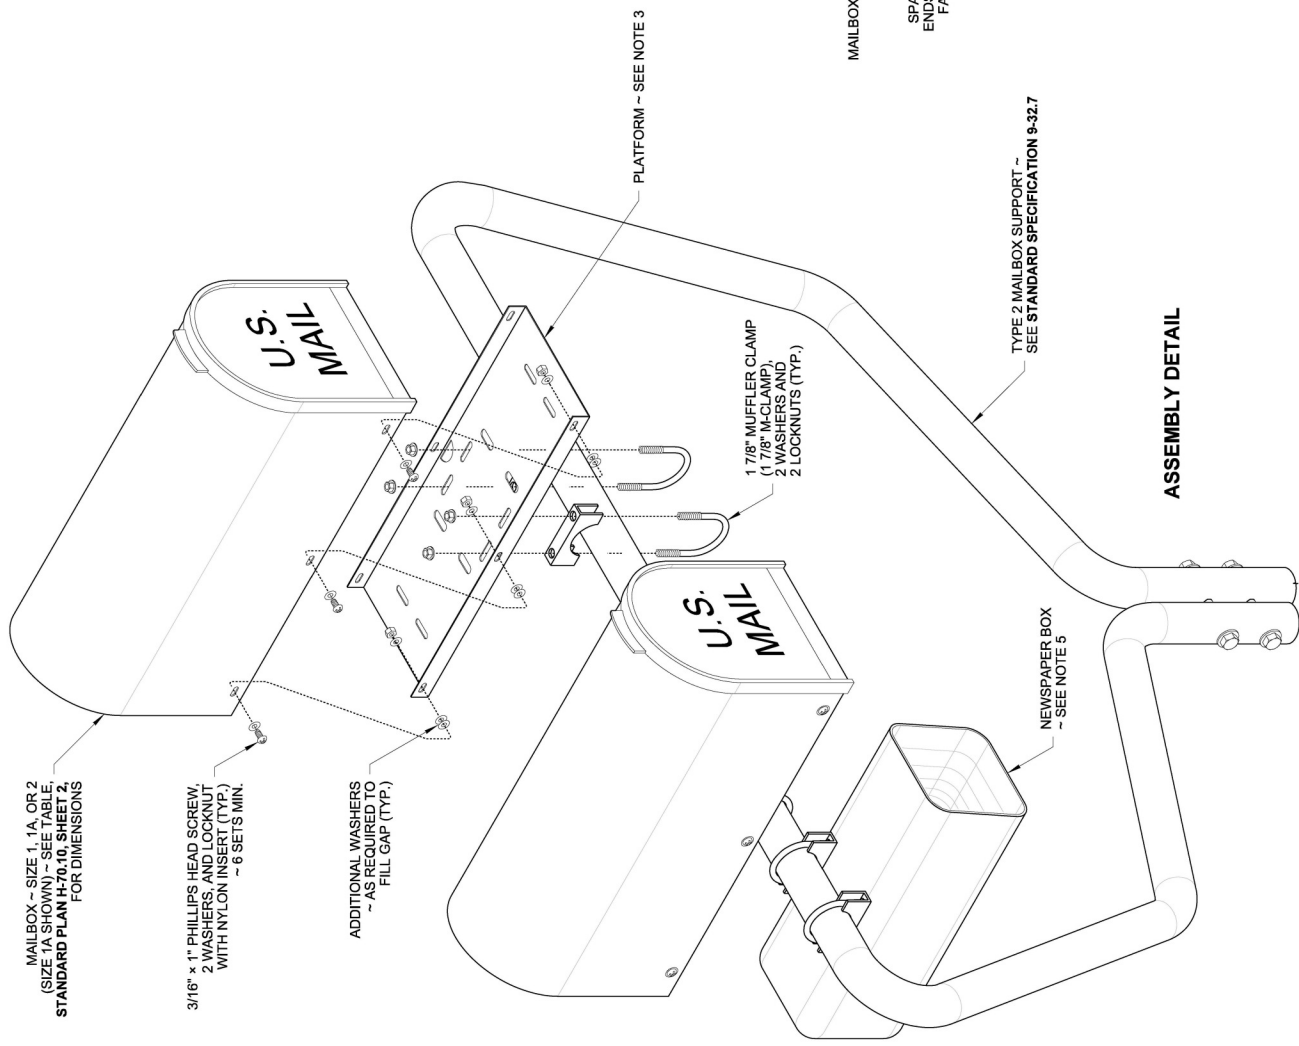 MAILBOX ~ SIZE 1, 1A, OR 2
(SIZE 1A SHOWN) ~ SEE TABLE,
STANDARD PLAN H-70.10, SHEET 2,
FOR DIMENSIONS
3/16" × 1" PHILLIPS HEAD SCREW,
2 WASHERS, AND LOCKNUT
WITH NYLON INSERT (TYP.)
~ 6 SETS MIN.
ADDITIONAL WASHERS
~ AS REQUIRED TO
FILL GAP (TYP.)
U.S.
MAIL
U.S.
MAIL
PLATFORM ~ SEE NOTE 3
1 7/8" MUFFLER CLAMP
(1 7/8" M-CLAMP),
2 WASHERS AND
2 LOCKNUTS (TYP.)
TYPE 2 MAILBOX SUPPORT ~
SEE STANDARD SPECIFICATION 9-32.7
NEWSPAPER BOX
~ SEE NOTE 5
ASSEMBLY DETAIL
MAILBOX
SPA
ENDS
FA